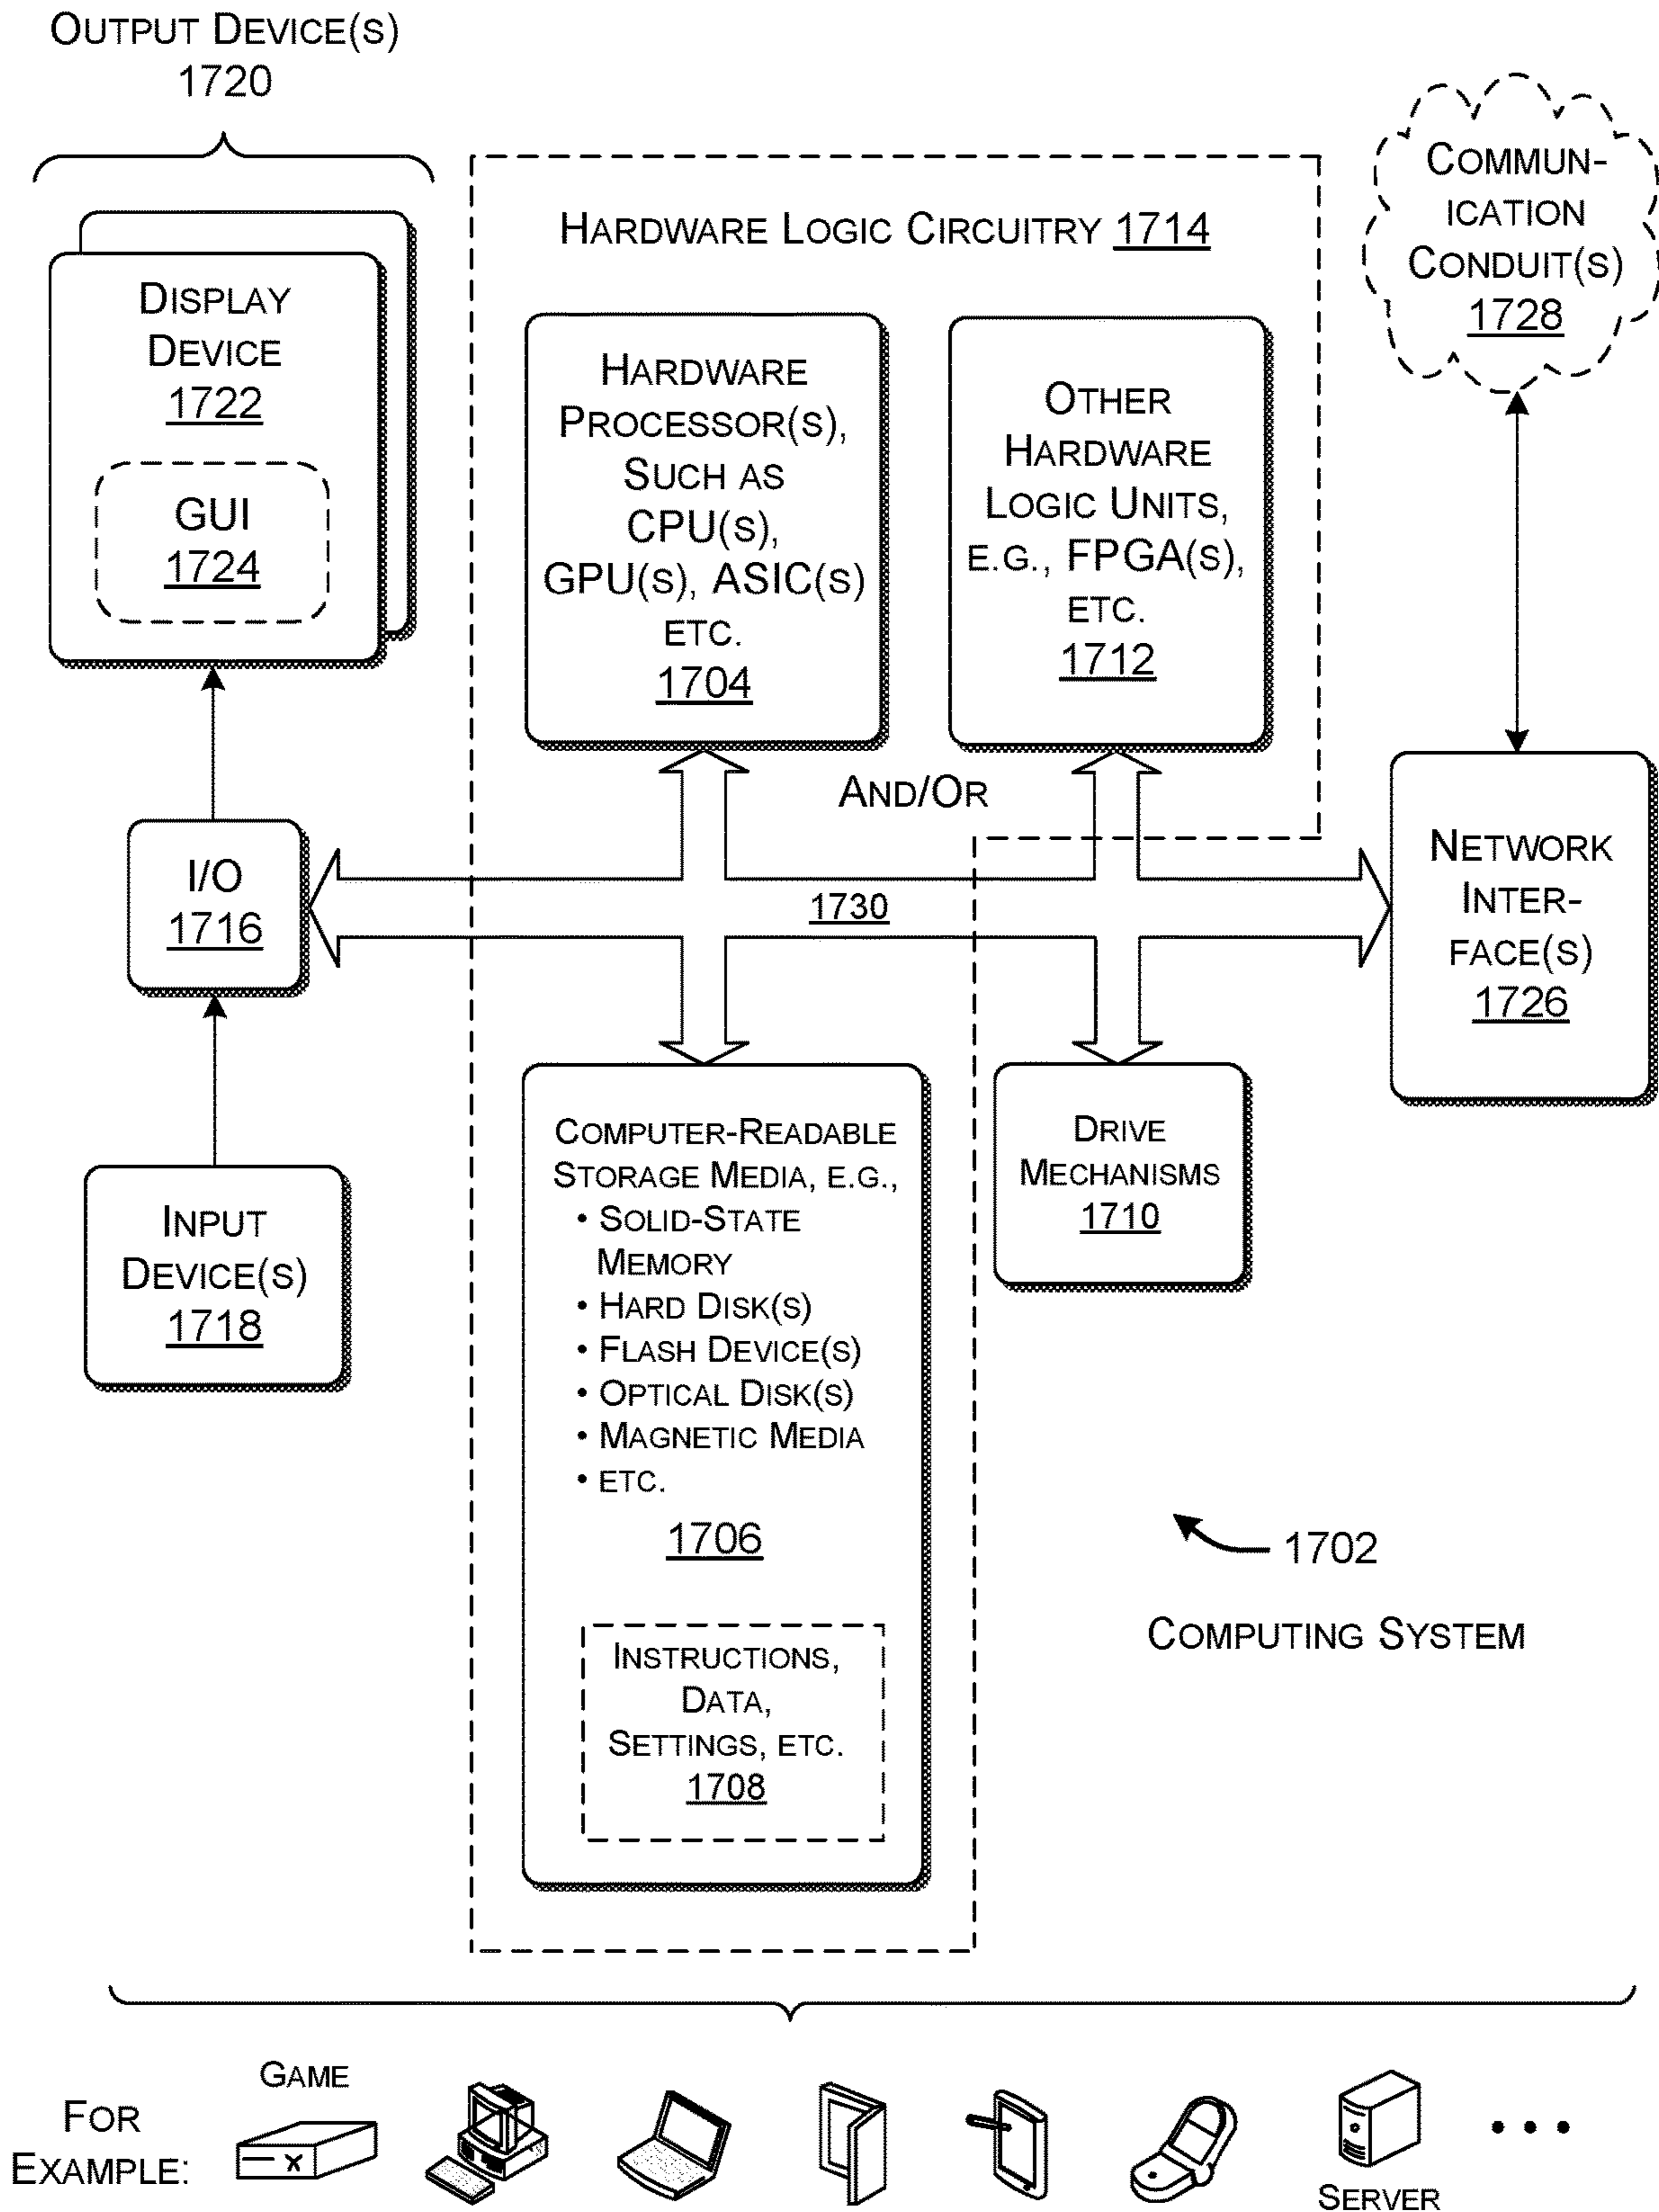 OUTPUT DEVICE(S)
1720
DISPLAY
DEVICE
1722
GUI
1724
I/O
1716
INPUT
DEVICE(S)
1718
HARDWARE LOGIC CIRCUITRY 1714
HARDWARE
PROCESSOR(S),
SUCH AS
CPU(S),
GPU(S), ASIC(S)
ETC.
1704
OTHER
HARDWARE
LOGIC UNITS,
E.G., FPGA(S),
ETC.
1712
AND/OR
1730
COMPUTER-READABLE
STORAGE MEDIA, E.G.,
• SOLID-STATE
MEMORY
• HARD DISK(S)
• FLASH DEVICE(S)
• OPTICAL DISK(S)
• MAGNETIC MEDIA
• ETC.
1706
INSTRUCTIONS,
DATA,
SETTINGS, ETC.
1708
DRIVE
MECHANISMS
1710
COMMUN-
ICATION
CONDUIT(S)
1728
NETWORK
INTER-
FACE(S)
1726
1702
COMPUTING SYSTEM
FOR
EXAMPLE:
GAME
X
SERVER
• • •